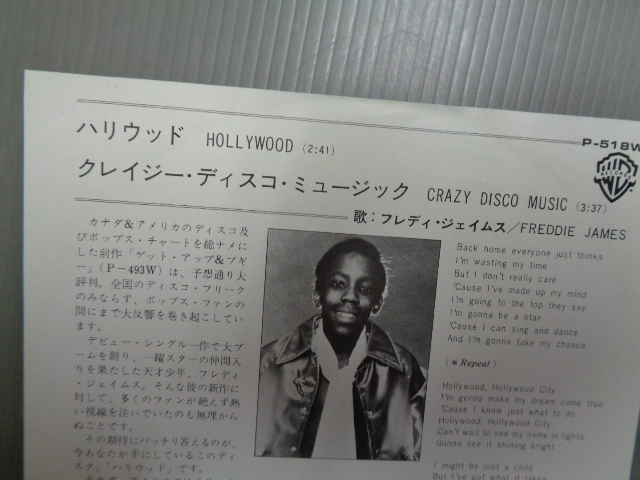 P-518W
ハリウッド HOLLYWOOD (2:41)
クレイジー・ディスコ・ミュージック CRAZY DISCO MUSIC (3:37)
歌：フレディ・ジェイムス／FREDDIE JAMES
カナダ&アメリカのディスコ及
びポップス・チャートを総ナメに
した前作「ゲット・アップ&ブギ
ー」(P−493W)は、予想通り大
評判。全国のディスコ・フリーク
のみならず、ポップス・ファンの
間にまで大反響を巻き起こしてい
ます。
デビュー・シングル一作で大ブ
ームを創り、一躍スターの仲間入
りを果たした天才少年、フレデ
ィ・ジェイムス。そんな彼の新作に
対して、多くのファンが絶えず熱
い視線を注いでいたのも無理から
ぬことです。
その期待にバッチリ答えるのが、
今あなたが手にしているこのディ
スク、「ハリウッド」です。
Back home everyone just thinks
I'm wasting my time
But I don't really care
'Cause I've made up my mind
I'm going to the top they say
I'm gonna be a star
'Cause I can sing and dance
And I'm gonna take my chance
(* Repeat)
Hollywood, Hollywood City
I'm gonna make my dream come true
'Cause I know just what to do
Hollywood, Hollywood City
Can't wait to see my name in lights
Gonna see it shining bright
I might be just a child
But I've got what it takes